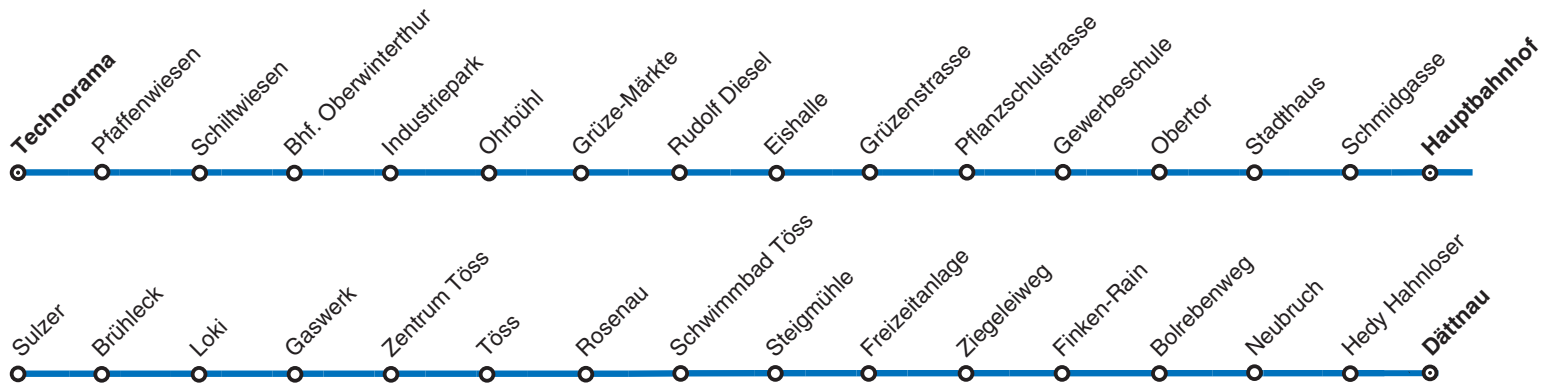 Technorama
Pfaffenwiesen
Schiltwiesen
Bhf. Oberwinterthur
Industriepark
Ohrbühl
Grüze-Märkte
Rudolf Diesel
Eishalle
Grüzenstrasse
Pflanzschulstrasse
Gewerbeschule
Obertor
Stadthaus
Schmidgasse
Hauptbahnhof
Sulzer
Brühleck
Loki
Gaswerk
Zentrum Töss
Töss
Rosenau
Schwimmbad Töss
Steigmühle
Freizeitanlage
Ziegeleiweg
Finken-Rain
Bolrebenweg
Neubruch
Hedy Hahnloser
Dättnau